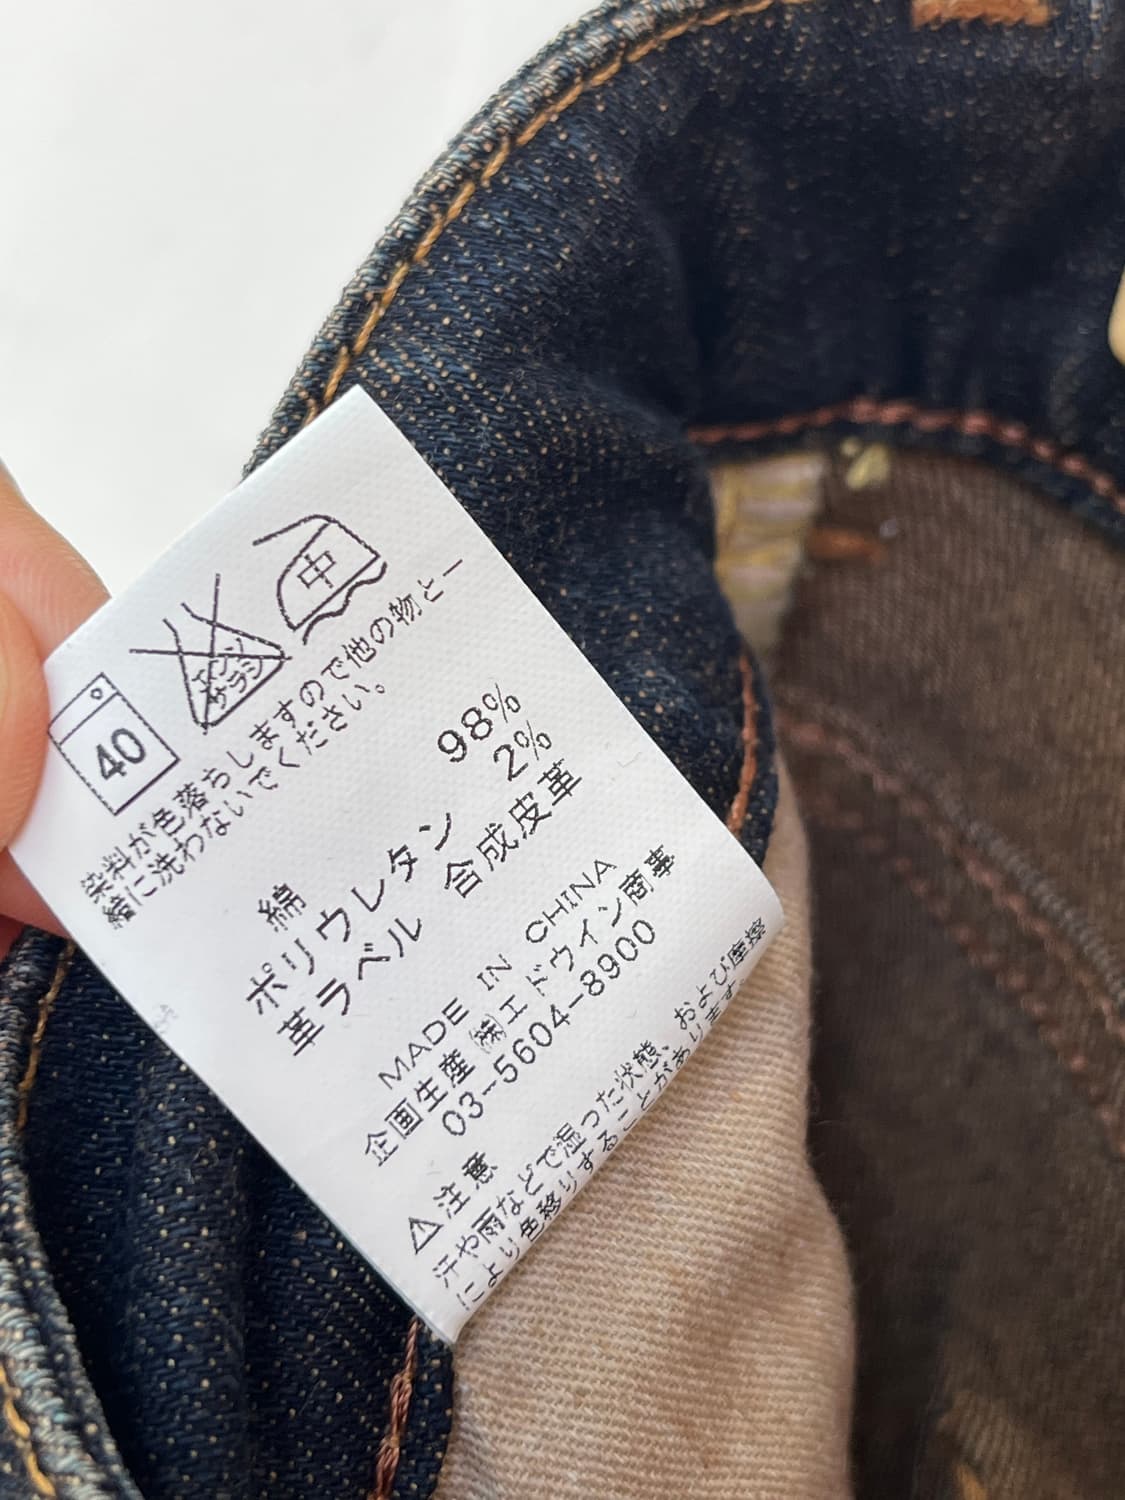 40
エンソ
サラシ
中
染料が色落ちしますので他の物と一
緒に洗わないでください。
綿 98%
ポリウレタン 2%
革ラベル 合成皮革
MADE IN CHINA
企画生産 ㈱エドウイン商事
03-5604-8900
⚠注意
汗や雨などで湿った状態、および摩擦
により色移りすることがあります